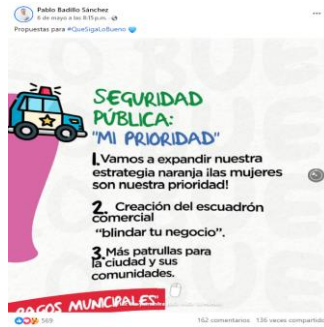 Pablo Badillo Sánchez
6 de mayo a las 8:15 p.m.
Propuestas para #QueSigaLoBueno
SEGURIDAD
PÚBLICA:
"MI PRIORIDAD"
1. Vamos a expandir nuestra
estrategia naranja ¡las mujeres
son nuestra prioridad!
2. Creación del escuadrón
comercial
"blindar tu negocio".
3. Más patrullas para
la ciudad y sus
comunidades.
PAGOS MUNICIPALES
569
162 comentarios 136 veces compartido